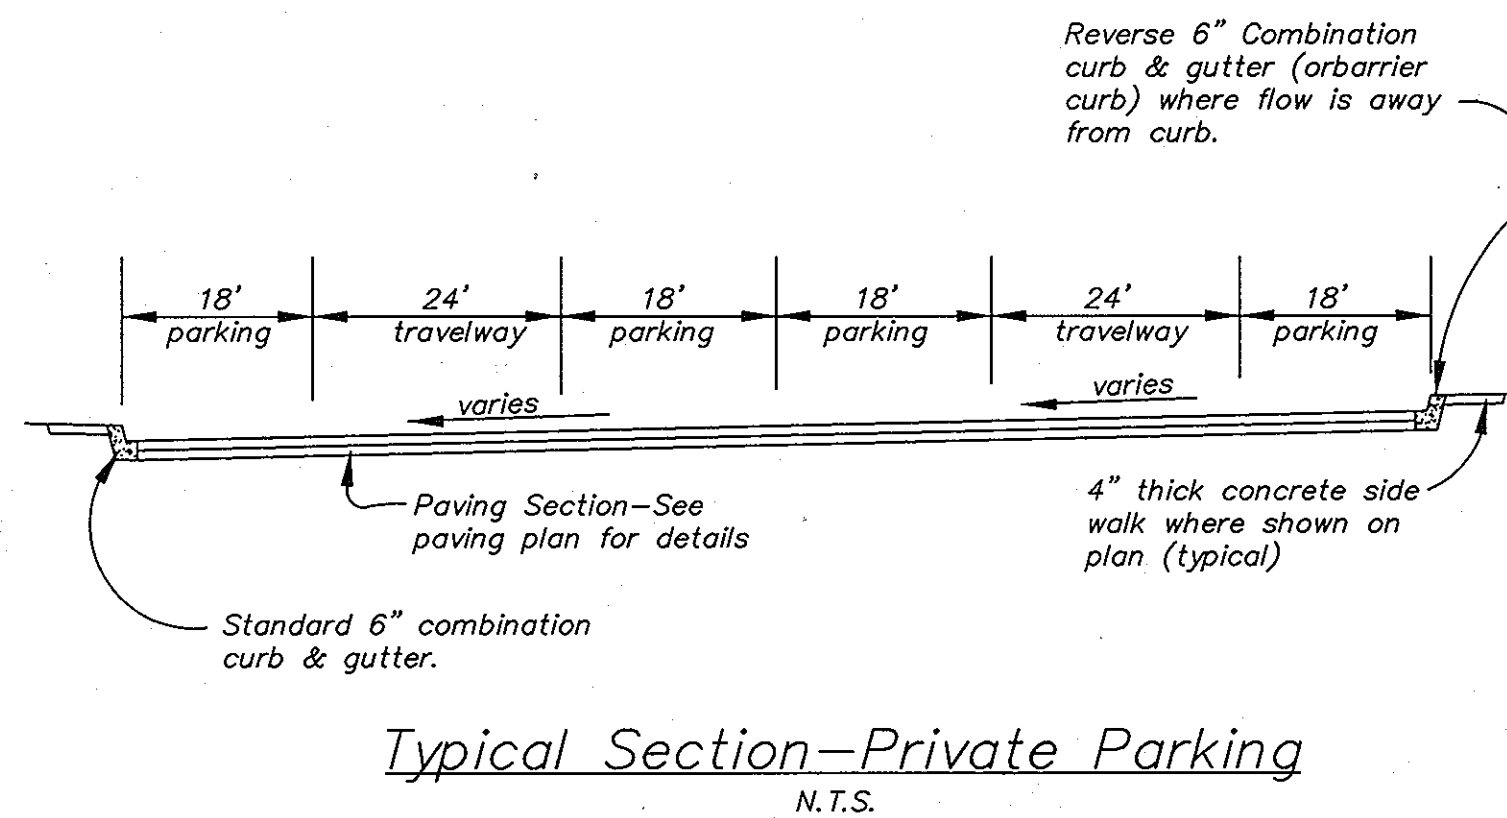 Reverse 6" Combination
curb & gutter (orbarrier
curb) where flow is away
from curb.
18' 24' 18' 18' 24' 18'
parking travelway parking parking travelway parking
varies varies
Paving Section-See
paving plan for details
4" thick concrete side
walk where shown on
plan (typical)
Standard 6" combination
curb & gutter.
Typical Section-Private Parking
N.T.S.